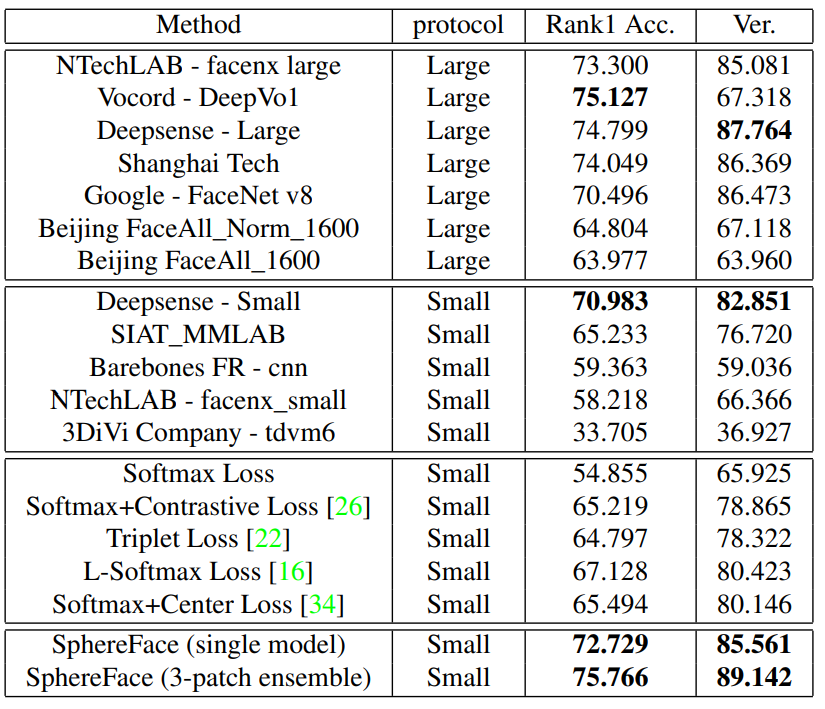 Method protocol Rank1 Acc. Ver.
NTechLAB - facenx large Large 73.300 85.081
Vocord - DeepVo1 Large 75.127 67.318
Deepsense - Large Large 74.799 87.764
Shanghai Tech Large 74.049 86.369
Google - FaceNet v8 Large 70.496 86.473
Beijing FaceAll_Norm_1600 Large 64.804 67.118
Beijing FaceAll_1600 Large 63.977 63.960
Deepsense - Small Small 70.983 82.851
SIAT_MMLAB Small 65.233 76.720
Barebones FR - cnn Small 59.363 59.036
NTechLAB - facenx_small Small 58.218 66.366
3DiVi Company - tdvm6 Small 33.705 36.927
Softmax Loss Small 54.855 65.925
Softmax+Contrastive Loss [26] Small 65.219 78.865
Triplet Loss [22] Small 64.797 78.322
L-Softmax Loss [16] Small 67.128 80.423
Softmax+Center Loss [34] Small 65.494 80.146
SphereFace (single model) Small 72.729 85.561
SphereFace (3-patch ensemble) Small 75.766 89.142